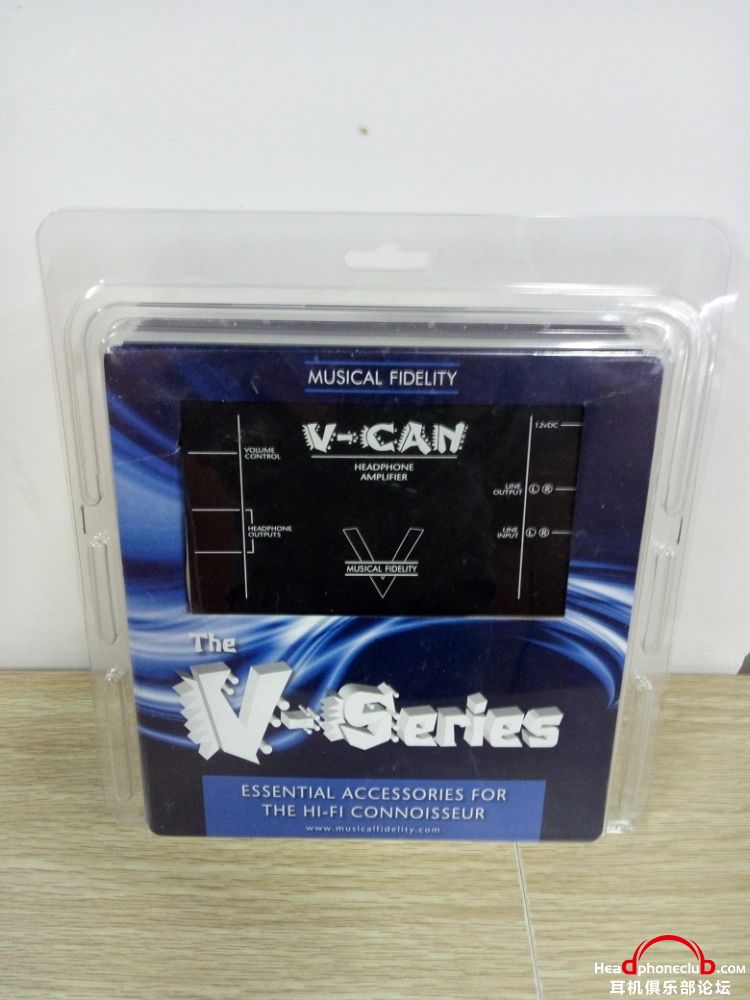 MUSICAL FIDELITY
V-CAN
HEADPHONE
AMPLIFIER
VOLUME
CONTROL
HEADPHONE
OUTPUTS
12vDC
LINE
OUTPUT L R
LINE
INPUT L R
MUSICAL FIDELITY
The
V-Series
ESSENTIAL ACCESSORIES FOR
THE HI-FI CONNOISSEUR
www.musicalfidelity.com
HeadphoneclubD.COM
耳机俱乐部论坛